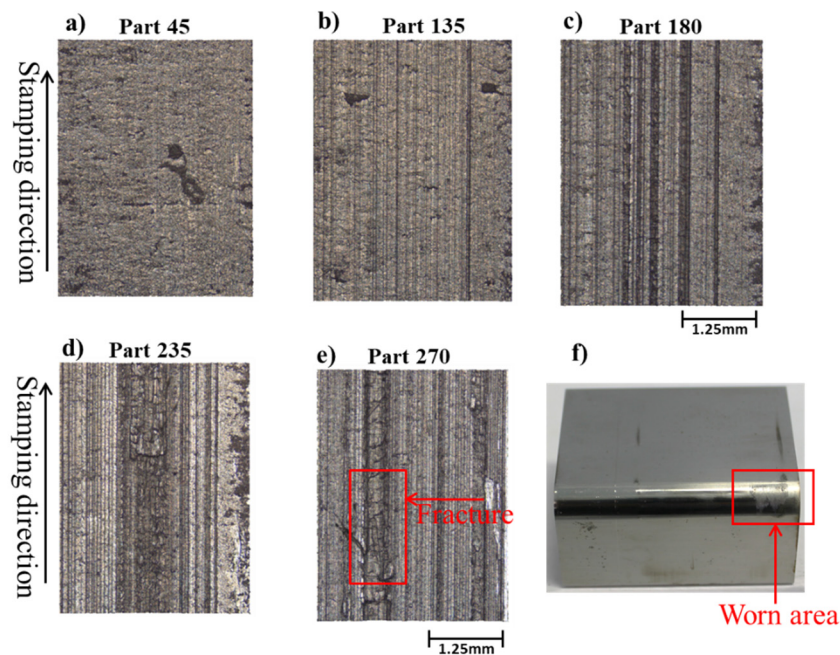 a) Part 45
b) Part 135
c) Part 180
Stamping direction
1.25mm
d) Part 235
e) Part 270
f)
Stamping direction
Fracture
Worn area
1.25mm